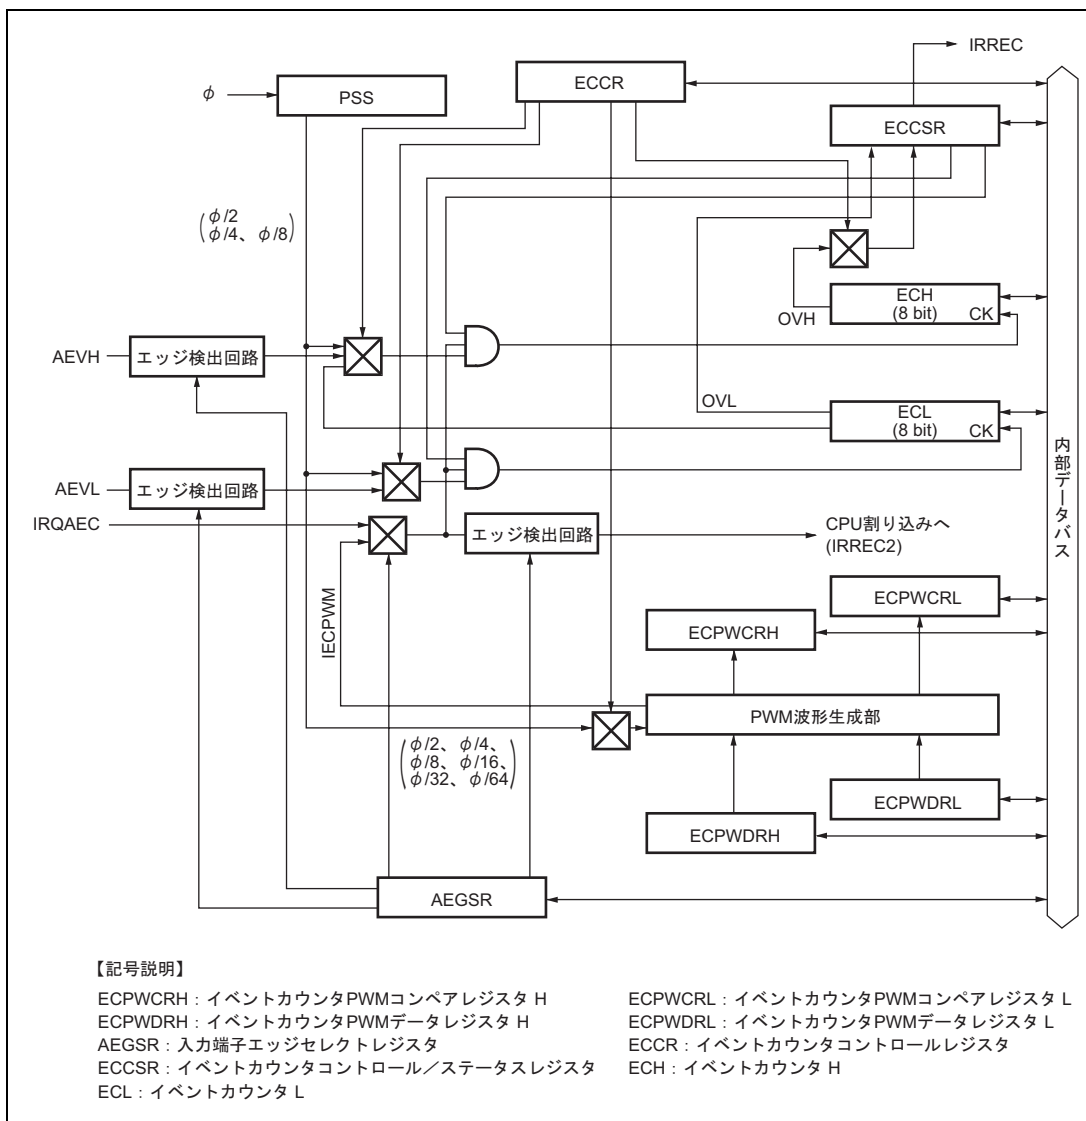 IRREC
φ
PSS
ECCR
ECCSR
φ/2
φ/4、φ/8
ECH
(8 bit)
CK
OVH
AEVH
エッジ検出回路
OVL
ECL
(8 bit)
CK
内部データバス
AEVL
エッジ検出回路
IRQAEC
エッジ検出回路
CPU割り込みへ
(IRREC2)
IECPWM
ECPWCRL
ECPWCRH
PWM波形生成部
φ/2、φ/4、
φ/8、φ/16、
φ/32、φ/64
ECPWDRL
ECPWDRH
AEGSR
【記号説明】
ECPWCRH：イベントカウンタPWMコンペアレジスタ H
ECPWCRL：イベントカウンタPWMコンペアレジスタ L
ECPWDRH：イベントカウンタPWMデータレジスタ H
ECPWDRL：イベントカウンタPWMデータレジスタ L
AEGSR：入力端子エッジセレクトレジスタ
ECCR：イベントカウンタコントロールレジスタ
ECCSR：イベントカウンタコントロール／ステータスレジスタ
ECH：イベントカウンタ H
ECL：イベントカウンタ L